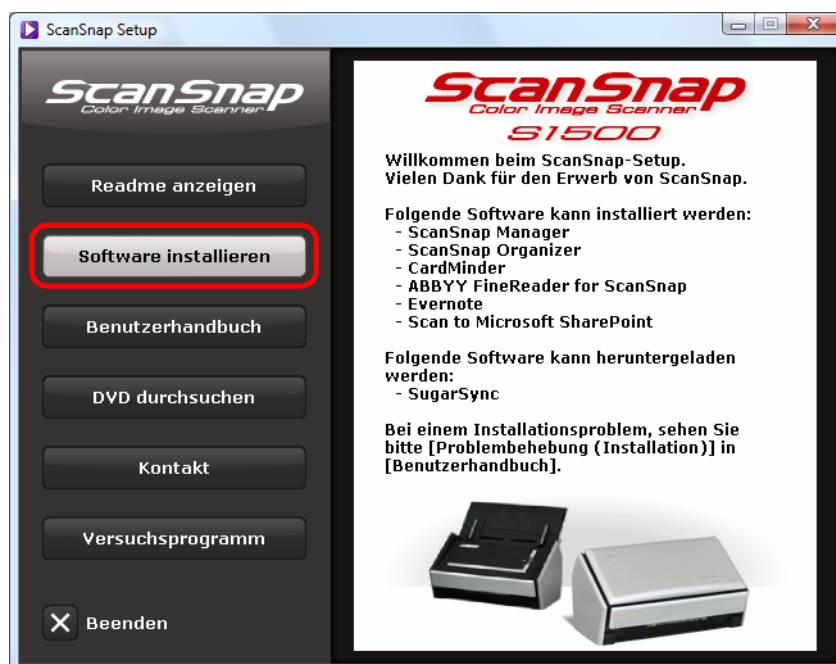 ScanSnap Setup
ScanSnap
Color Image Scanner
Readme anzeigen
Software installieren
Benutzerhandbuch
DVD durchsuchen
Kontakt
Versuchsprogramm
Beenden
ScanSnap
Color Image Scanner
S1500
Willkommen beim ScanSnap-Setup.
Vielen Dank für den Erwerb von ScanSnap.
Folgende Software kann installiert werden:
- ScanSnap Manager
- ScanSnap Organizer
- CardMinder
- ABBYY FineReader for ScanSnap
- Evernote
- Scan to Microsoft SharePoint
Folgende Software kann heruntergeladen
werden:
- SugarSync
Bei einem Installationsproblem, sehen Sie
bitte [Problembehebung (Installation)] in
[Benutzerhandbuch].